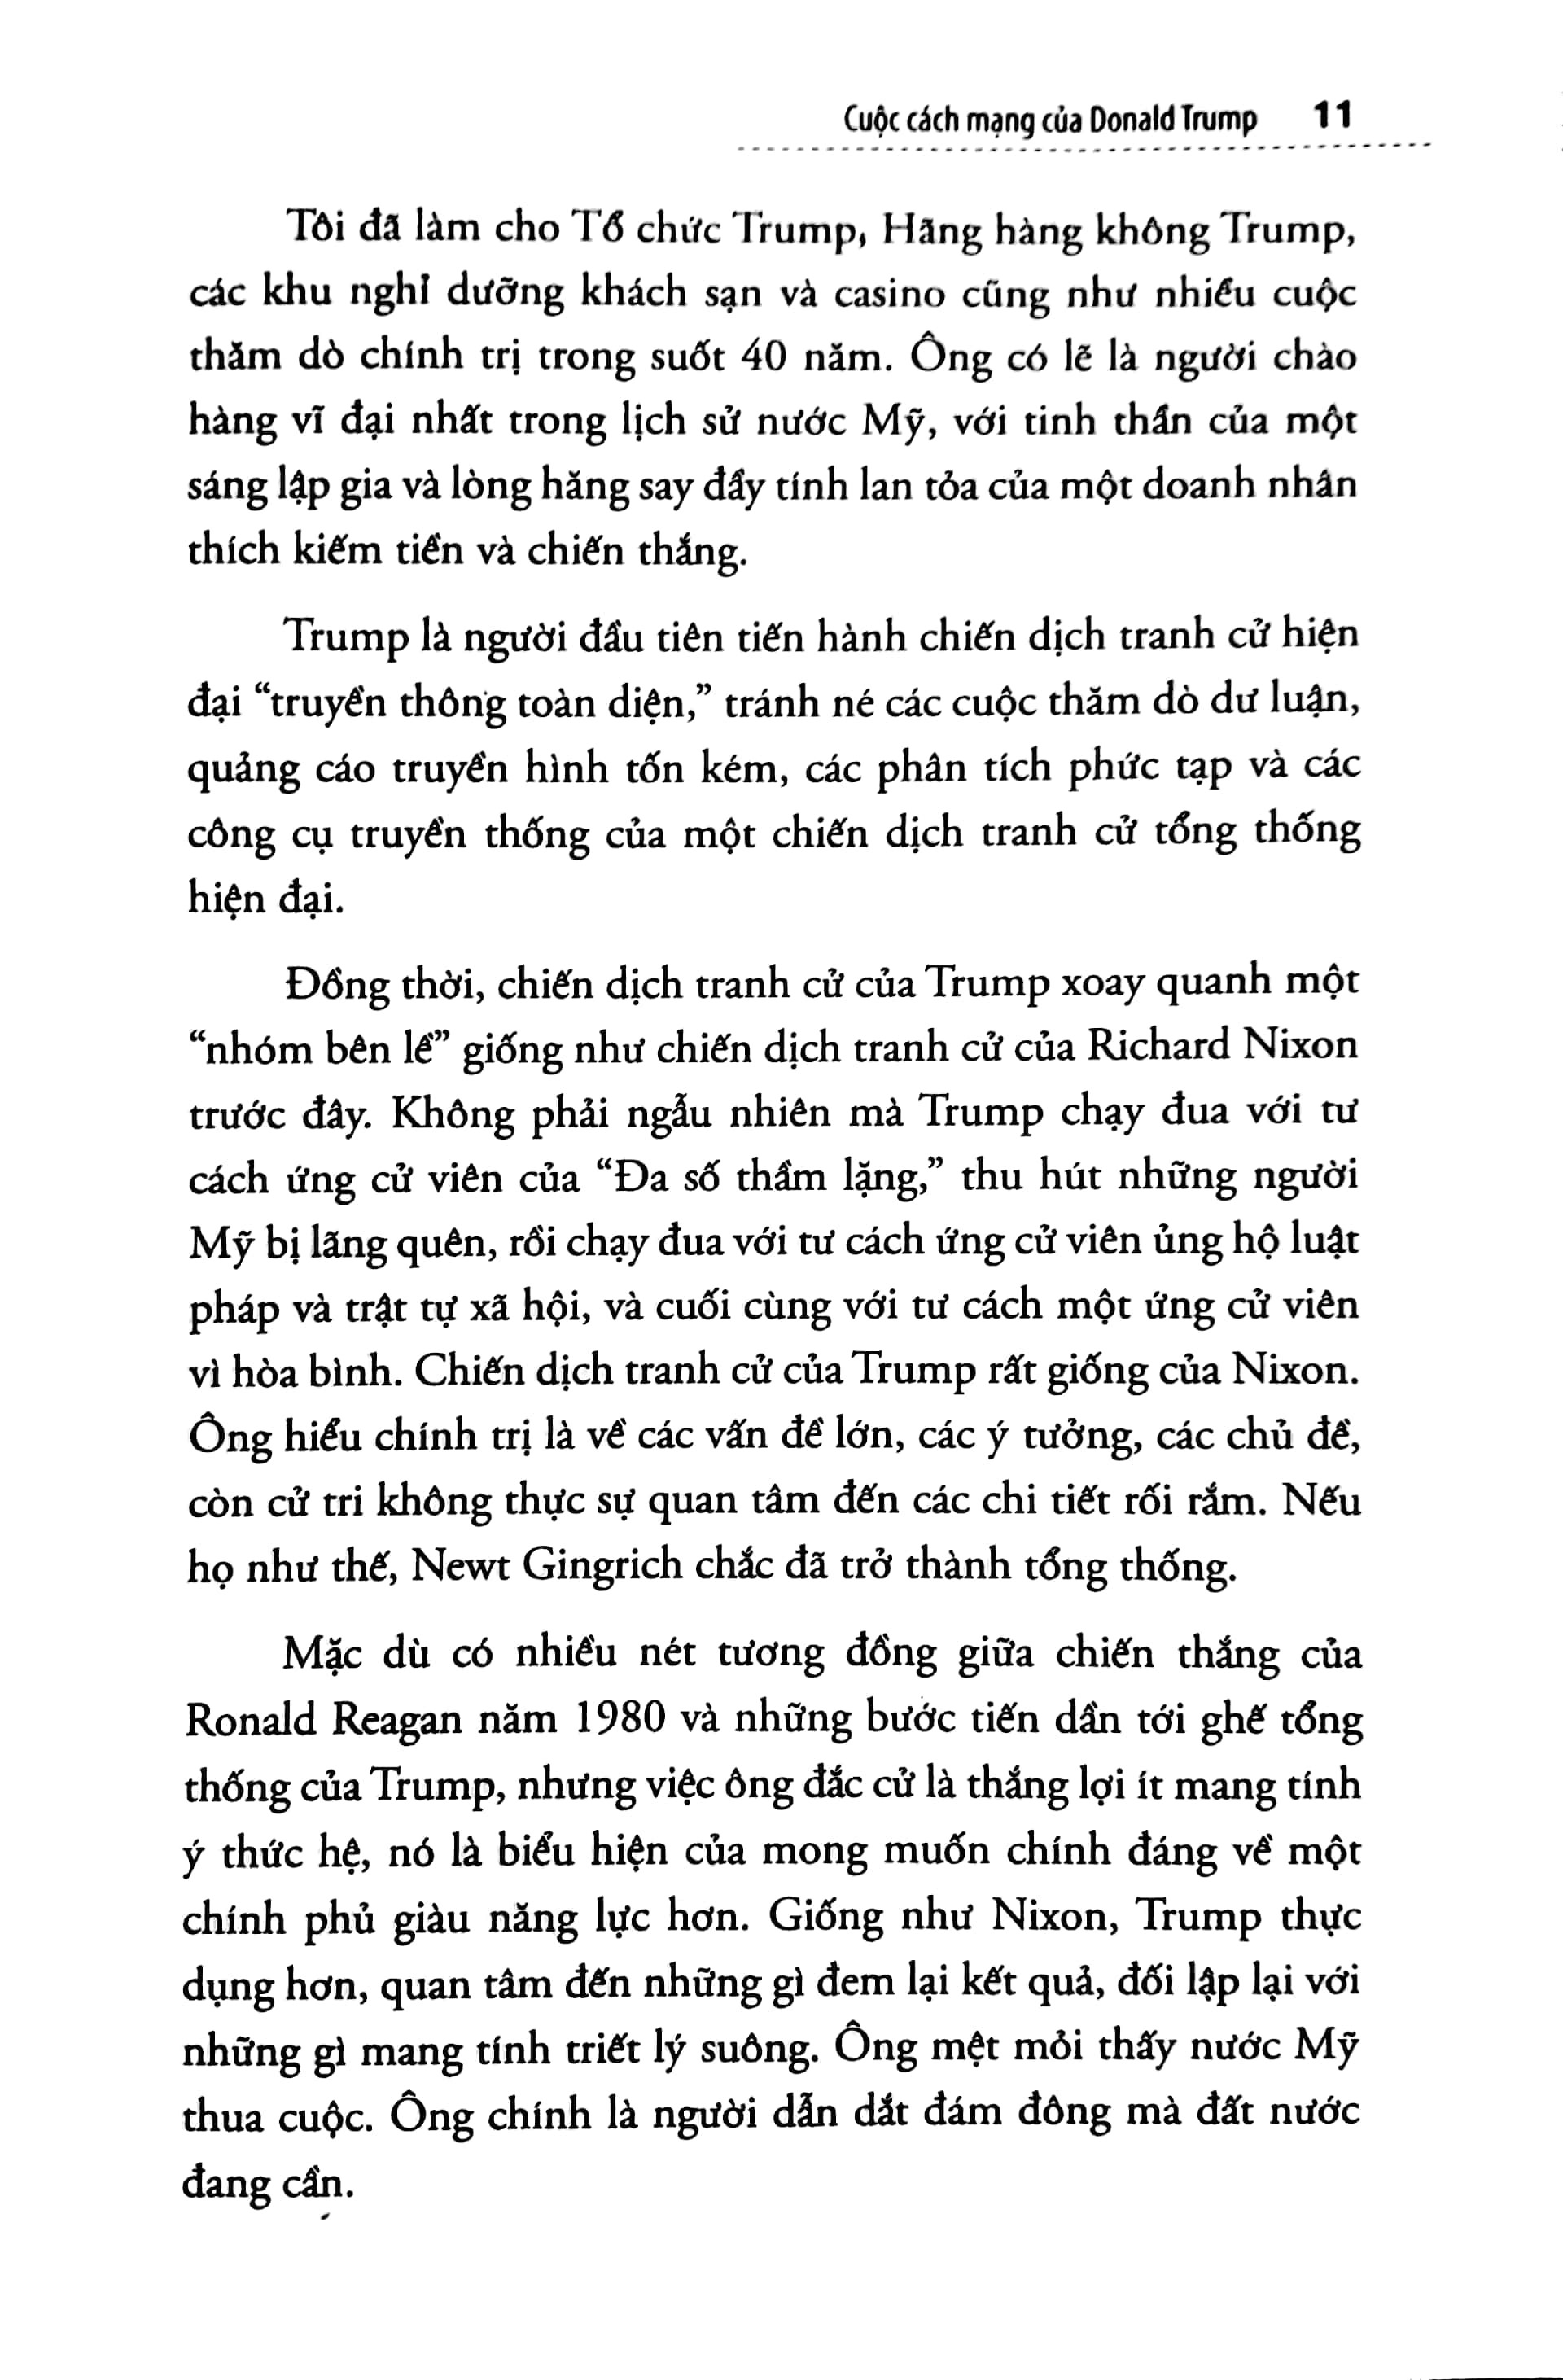 Cuộc cách mạng của Donald Trump 11
Tôi đã làm cho Tổ chức Trump, Hãng hàng không Trump,
các khu nghỉ dưỡng khách sạn và casino cũng như nhiều cuộc
thăm dò chính trị trong suốt 40 năm. Ông có lẽ là người chào
hàng vĩ đại nhất trong lịch sử nước Mỹ, với tinh thần của một
sáng lập gia và lòng hăng say đầy tính lan tỏa của một doanh nhân
thích kiếm tiền và chiến thắng.
Trump là người đầu tiên tiến hành chiến dịch tranh cử hiện
đại “truyền thông toàn diện,” tránh né các cuộc thăm dò dư luận,
quảng cáo truyền hình tốn kém, các phân tích phức tạp và các
công cụ truyền thống của một chiến dịch tranh cử tổng thống
hiện đại.
Đồng thời, chiến dịch tranh cử của Trump xoay quanh một
“nhóm bên lề” giống như chiến dịch tranh cử của Richard Nixon
trước đây. Không phải ngẫu nhiên mà Trump chạy đua với tư
cách ứng cử viên của “Đa số thầm lặng,” thu hút những người
Mỹ bị lãng quên, rồi chạy đua với tư cách ứng cử viên ủng hộ luật
pháp và trật tự xã hội, và cuối cùng với tư cách một ứng cử viên
vì hòa bình. Chiến dịch tranh cử của Trump rất giống của Nixon.
Ông hiểu chính trị là về các vấn đề lớn, các ý tưởng, các chủ đề,
còn cử tri không thực sự quan tâm đến các chi tiết rối rắm. Nếu
họ như thế, Newt Gingrich chắc đã trở thành tổng thống.
Mặc dù có nhiều nét tương đồng giữa chiến thắng của
Ronald Reagan năm 1980 và những bước tiến dần tới ghế tổng
thống của Trump, nhưng việc ông đắc cử là thắng lợi ít mang tính
ý thức hệ, nó là biểu hiện của mong muốn chính đáng về một
chính phủ giàu năng lực hơn. Giống như Nixon, Trump thực
dụng hơn, quan tâm đến những gì đem lại kết quả, đối lập lại với
những gì mang tính triết lý suông. Ông mệt mỏi thấy nước Mỹ
thua cuộc. Ông chính là người dẫn dắt đám đông mà đất nước
đang cần.